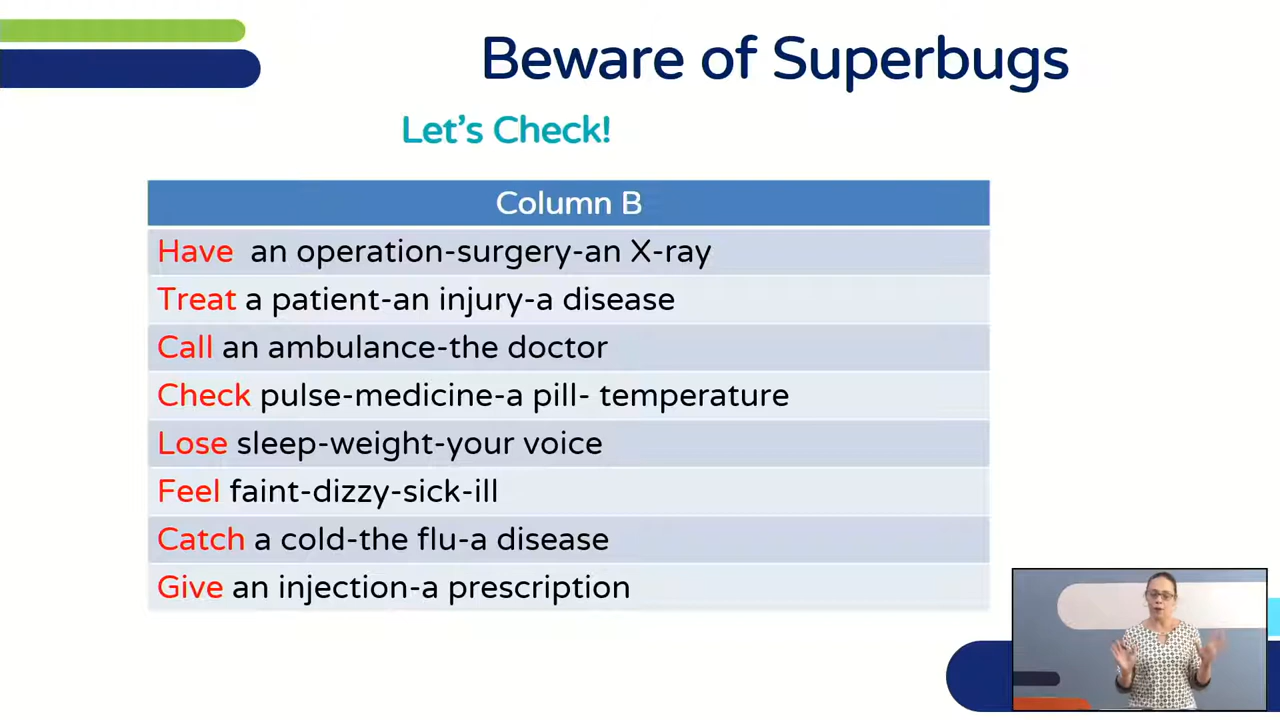 Beware of Superbugs
Let's Check!
Column B
Have an operation-surgery-an X-ray
Treat a patient-an injury-a disease
Call an ambulance-the doctor
Check pulse-medicine-a pill- temperature
Lose sleep-weight-your voice
Feel faint-dizzy-sick-ill
Catch a cold-the flu-a disease
Give an injection-a prescription